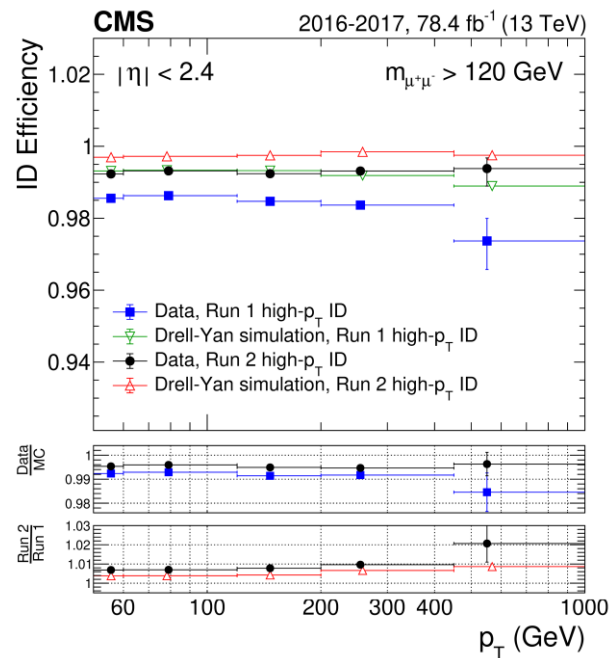 CMS 2016-2017, 78.4 fb⁻¹ (13 TeV)
|η| < 2.4 m_{μ⁺μ⁻} > 120 GeV
ID Efficiency
1.02
1
0.98
0.96
0.94
Data, Run 1 high-p_T ID
Drell-Yan simulation, Run 1 high-p_T ID
Data, Run 2 high-p_T ID
Drell-Yan simulation, Run 2 high-p_T ID
Data
MC
1
0.99
0.98
Run 2
Run 1
1.03
1.02
1.01
1
60 100 200 300 400 1000
p_T (GeV)